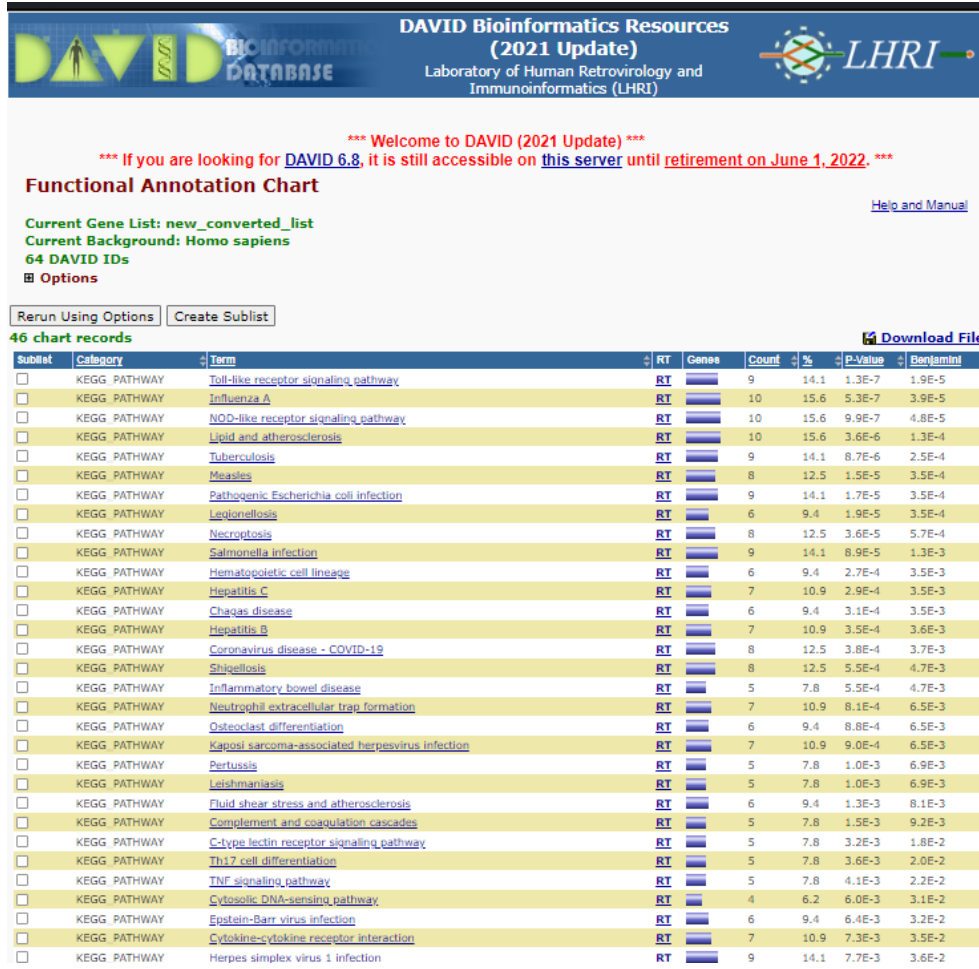 DAVID BIOINFORMATICS DATABASE
DAVID Bioinformatics Resources
(2021 Update)
Laboratory of Human Retrovirology and
Immunoinformatics (LHRI)
LHRI
*** Welcome to DAVID (2021 Update) ***
*** If you are looking for DAVID 6.8, it is still accessible on this server until retirement on June 1, 2022. ***
Functional Annotation Chart
Help and Manual
Current Gene List: new_converted_list
Current Background: Homo sapiens
64 DAVID IDs
Options
Rerun Using Options Create Sublist
46 chart records Download File
Sublist Category Term RT Genes Count % P-Value Benjamini
KEGG_PATHWAY Toll-like receptor signaling pathway RT 9 14.1 1.3E-7 1.9E-5
KEGG_PATHWAY Influenza A RT 10 15.6 5.3E-7 3.9E-5
KEGG_PATHWAY NOD-like receptor signaling pathway RT 10 15.6 9.9E-7 4.8E-5
KEGG_PATHWAY Lipid and atherosclerosis RT 10 15.6 3.6E-6 1.3E-4
KEGG_PATHWAY Tuberculosis RT 9 14.1 8.7E-6 2.5E-4
KEGG_PATHWAY Measles RT 8 12.5 1.5E-5 3.5E-4
KEGG_PATHWAY Pathogenic Escherichia coli infection RT 9 14.1 1.7E-5 3.5E-4
KEGG_PATHWAY Legionellosis RT 6 9.4 1.9E-5 3.5E-4
KEGG_PATHWAY Necroptosis RT 8 12.5 3.6E-5 5.7E-4
KEGG_PATHWAY Salmonella infection RT 9 14.1 8.9E-5 1.3E-3
KEGG_PATHWAY Hematopoietic cell lineage RT 6 9.4 2.7E-4 3.5E-3
KEGG_PATHWAY Hepatitis C RT 7 10.9 2.9E-4 3.5E-3
KEGG_PATHWAY Chagas disease RT 6 9.4 3.1E-4 3.5E-3
KEGG_PATHWAY Hepatitis B RT 7 10.9 3.5E-4 3.6E-3
KEGG_PATHWAY Coronavirus disease - COVID-19 RT 8 12.5 3.8E-4 3.7E-3
KEGG_PATHWAY Shigellosis RT 8 12.5 5.5E-4 4.7E-3
KEGG_PATHWAY Inflammatory bowel disease RT 5 7.8 5.5E-4 4.7E-3
KEGG_PATHWAY Neutrophil extracellular trap formation RT 7 10.9 8.1E-4 6.5E-3
KEGG_PATHWAY Osteoclast differentiation RT 6 9.4 8.8E-4 6.5E-3
KEGG_PATHWAY Kaposi sarcoma-associated herpesvirus infection RT 7 10.9 9.0E-4 6.5E-3
KEGG_PATHWAY Pertussis RT 5 7.8 1.0E-3 6.9E-3
KEGG_PATHWAY Leishmaniasis RT 5 7.8 1.0E-3 6.9E-3
KEGG_PATHWAY Fluid shear stress and atherosclerosis RT 6 9.4 1.3E-3 8.1E-3
KEGG_PATHWAY Complement and coagulation cascades RT 5 7.8 1.5E-3 9.2E-3
KEGG_PATHWAY C-type lectin receptor signaling pathway RT 5 7.8 3.2E-3 1.8E-2
KEGG_PATHWAY Th17 cell differentiation RT 5 7.8 3.6E-3 2.0E-2
KEGG_PATHWAY TNF signaling pathway RT 5 7.8 4.1E-3 2.2E-2
KEGG_PATHWAY Cytosolic DNA-sensing pathway RT 4 6.2 6.0E-3 3.1E-2
KEGG_PATHWAY Epstein-Barr virus infection RT 6 9.4 6.4E-3 3.2E-2
KEGG_PATHWAY Cytokine-cytokine receptor interaction RT 7 10.9 7.3E-3 3.5E-2
KEGG_PATHWAY Herpes simplex virus 1 infection RT 9 14.1 7.7E-3 3.6E-2